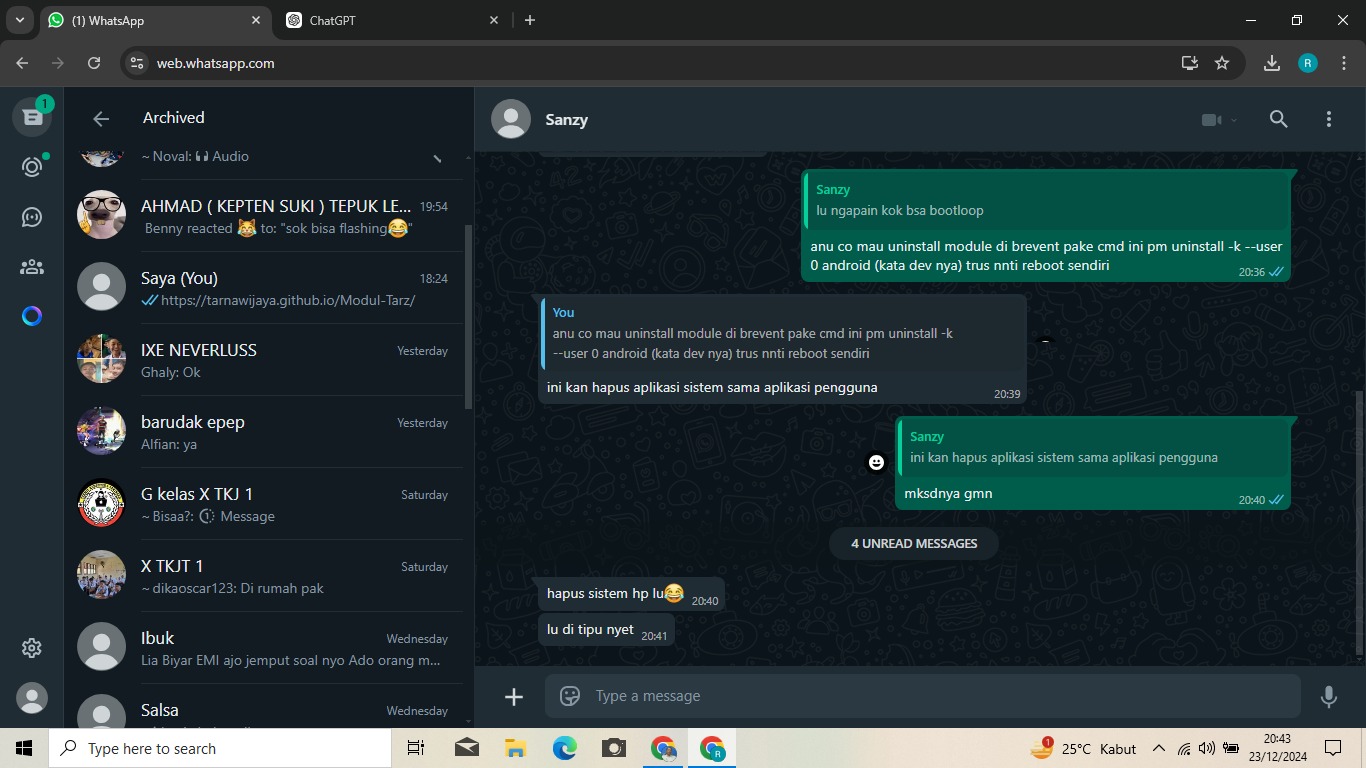 (1) WhatsApp
ChatGPT
web.whatsapp.com
R
1
Archived
~ Noval: Audio
AHMAD ( KEPTEN SUKI ) TEPUK LE... 19:54
Benny reacted 😹 to: "sok bisa flashing😂"
Saya (You) 18:24
https://tarnawijaya.github.io/Modul-Tarz/
IXE NEVERLUSS Yesterday
Ghaly: Ok
barudak epep Yesterday
Alfian: ya
G kelas X TKJ 1 Saturday
~ Bisaa?: Message
X TKJT 1 Saturday
~ dikaoscar123: Di rumah pak
Ibuk Wednesday
Lia Biyar EMI ajo jemput soal nyo Ado orang m...
Salsa Wednesday
Sanzy
Sanzy
lu ngapain kok bsa bootloop
anu co mau uninstall module di brevent pake cmd ini pm uninstall -k --user
0 android (kata dev nya) trus nnti reboot sendiri
20:36
You
anu co mau uninstall module di brevent pake cmd ini pm uninstall -k
--user 0 android (kata dev nya) trus nnti reboot sendiri
ini kan hapus aplikasi sistem sama aplikasi pengguna
20:39
Sanzy
ini kan hapus aplikasi sistem sama aplikasi pengguna
mksdnya gmn
20:40
4 UNREAD MESSAGES
hapus sistem hp lu😂 20:40
lu di tipu nyet 20:41
Type a message
Type here to search
R
1
25°C Kabut
20:43
23/12/2024